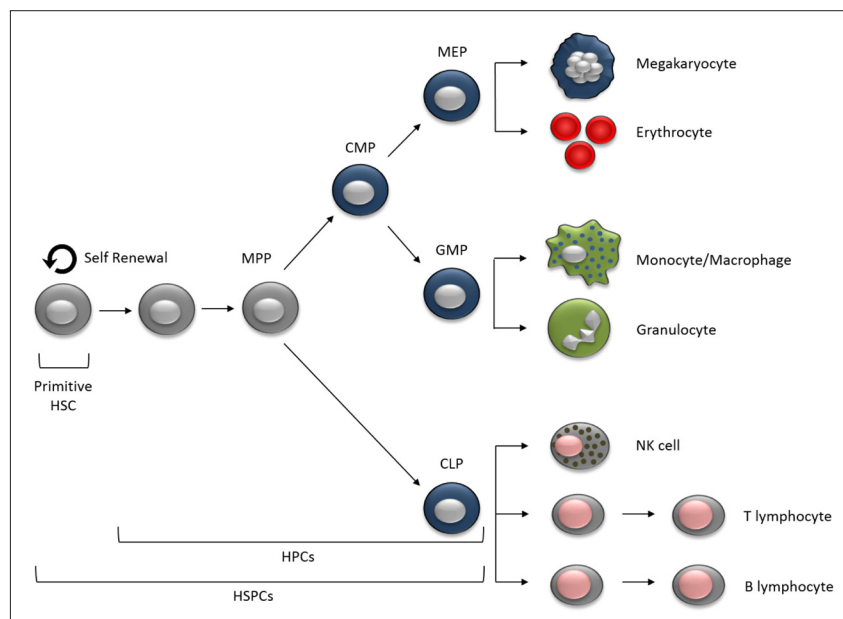 MEP
Megakaryocyte
Erythrocyte
CMP
GMP
Monocyte/Macrophage
Self Renewal
MPP
Granulocyte
Primitive
HSC
NK cell
CLP
T lymphocyte
HPCs
HSPCs
B lymphocyte